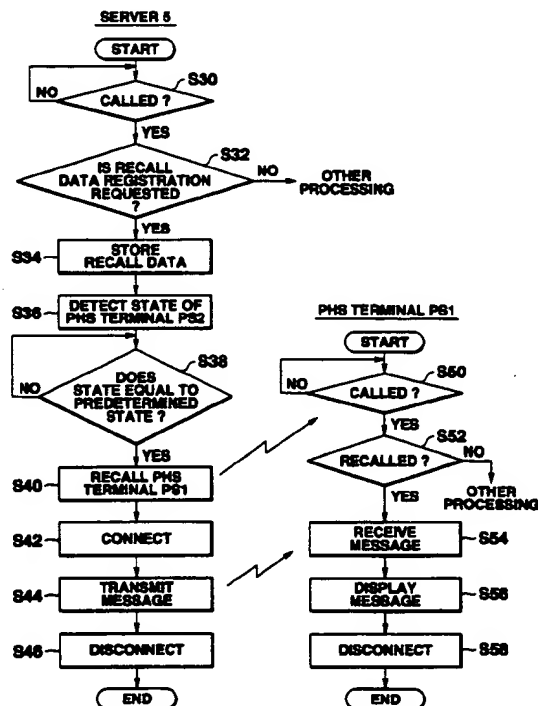 SERVER 5
START
S30
NO
CALLED ?
YES
S32
IS RECALL
DATA REGISTRATION
REQUESTED
?
NO
OTHER
PROCESSING
YES
S34
STORE
RECALL DATA
S36
DETECT STATE OF
PHS TERMINAL PS2
S38
NO
DOES
STATE EQUAL TO
PREDETERMINED
STATE ?
YES
S40
RECALL PHS
TERMINAL PS1
S42
CONNECT
S44
TRANSMIT
MESSAGE
S46
DISCONNECT
END
PHS TERMINAL PS1
START
S50
NO
CALLED ?
YES
S52
RECALLED ?
NO
OTHER
PROCESSING
YES
RECEIVE
MESSAGE
S54
DISPLAY
MESSAGE
S56
DISCONNECT
S58
END